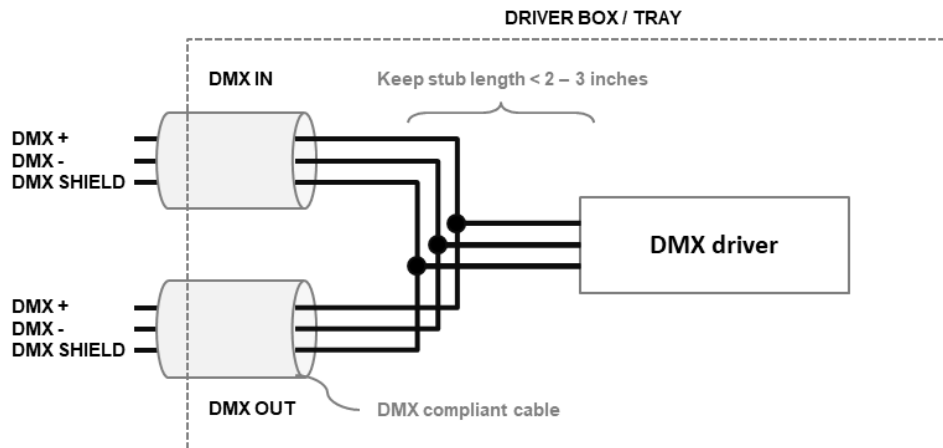 DRIVER BOX / TRAY
DMX IN
Keep stub length < 2 – 3 inches
DMX +
DMX -
DMX SHIELD
DMX driver
DMX +
DMX -
DMX SHIELD
DMX OUT
DMX compliant cable